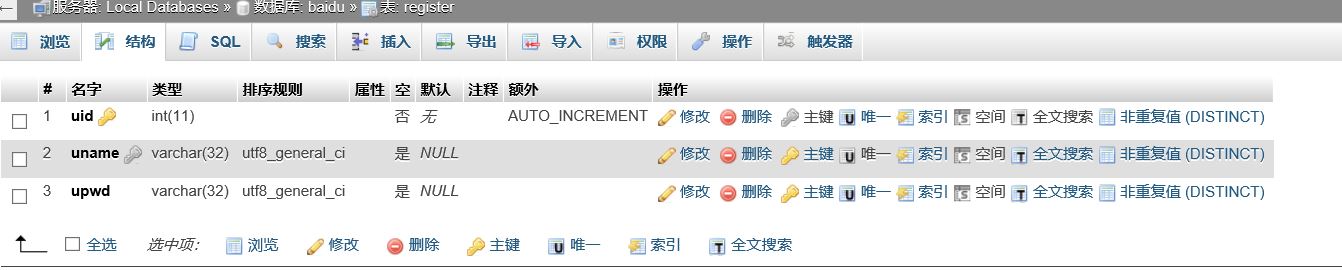 服务器: Local Databases » 数据库: baidu » 表: register
浏览 结构 SQL 搜索 插入 导出 导入 权限 操作 触发器
# 名字 类型 排序规则 属性 空 默认 注释 额外 操作
1 uid int(11) 否 无 AUTO_INCREMENT 修改 删除 主键 唯一 索引 空间 全文搜索 非重复值 (DISTINCT)
2 uname varchar(32) utf8_general_ci 是 NULL 修改 删除 主键 唯一 索引 空间 全文搜索 非重复值 (DISTINCT)
3 upwd varchar(32) utf8_general_ci 是 NULL 修改 删除 主键 唯一 索引 空间 全文搜索 非重复值 (DISTINCT)
全选 选中项: 浏览 修改 删除 主键 唯一 索引 全文搜索